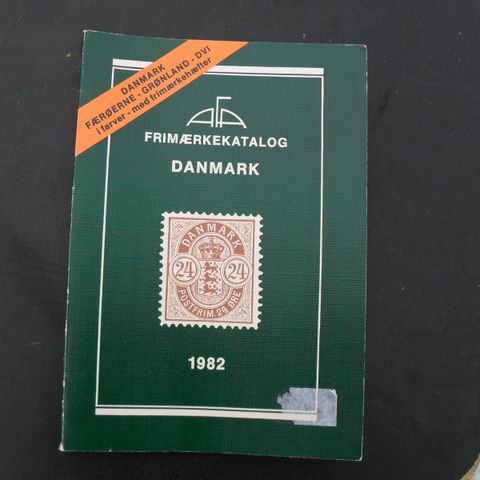 DANMARK
FÆRØERNE - GRØNLAND - DVI
i farver - med frimærkehæfter
AFA
FRIMÆRKEKATALOG
DANMARK
DANMARK
24 24
POSTFRIM. 24 ØRE
1982